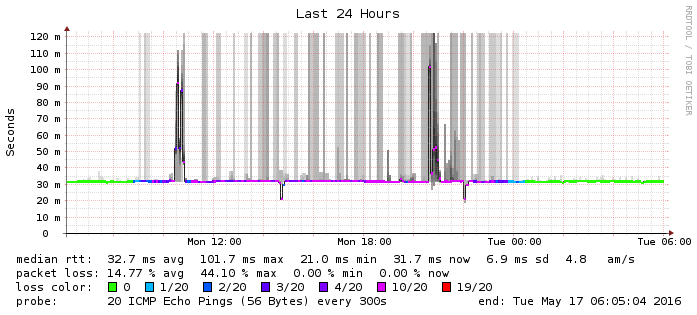 Last 24 Hours
RRDTOOL / TOBI OETIKER
Seconds
120 m
110 m
100 m
90 m
80 m
70 m
60 m
50 m
40 m
30 m
20 m
10 m
0
Mon 12:00 Mon 18:00 Tue 00:00 Tue 06:00
median rtt: 32.7 ms avg 101.7 ms max 21.0 ms min 31.7 ms now 6.9 ms sd 4.8 am/s
packet loss: 14.77 % avg 44.10 % max 0.00 % min 0.00 % now
loss color: 0 1/20 2/20 3/20 4/20 10/20 19/20
probe: 20 ICMP Echo Pings (56 Bytes) every 300s end: Tue May 17 06:05:04 2016